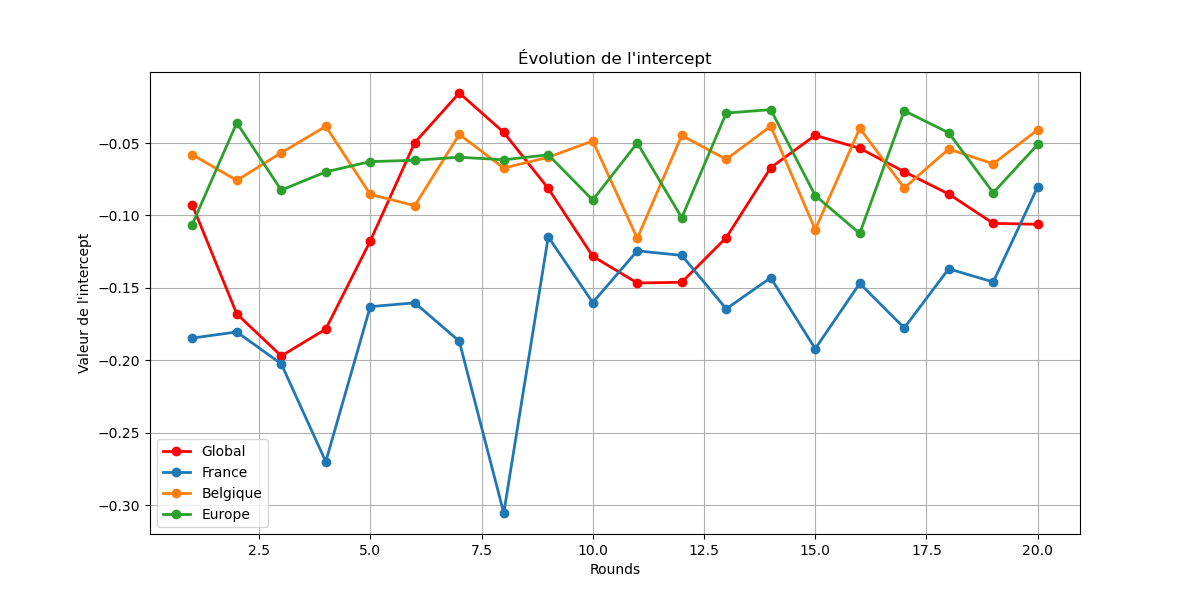 Évolution de l'intercept
Valeur de l'intercept
−0.05
−0.10
−0.15
−0.20
−0.25
−0.30
Global
France
Belgique
Europe
2.5 5.0 7.5 10.0 12.5 15.0 17.5 20.0
Rounds